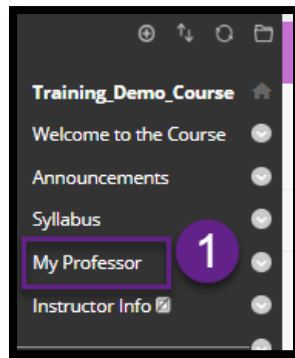 Training_Demo_Course
Welcome to the Course
Announcements
Syllabus
My Professor
1
Instructor Info